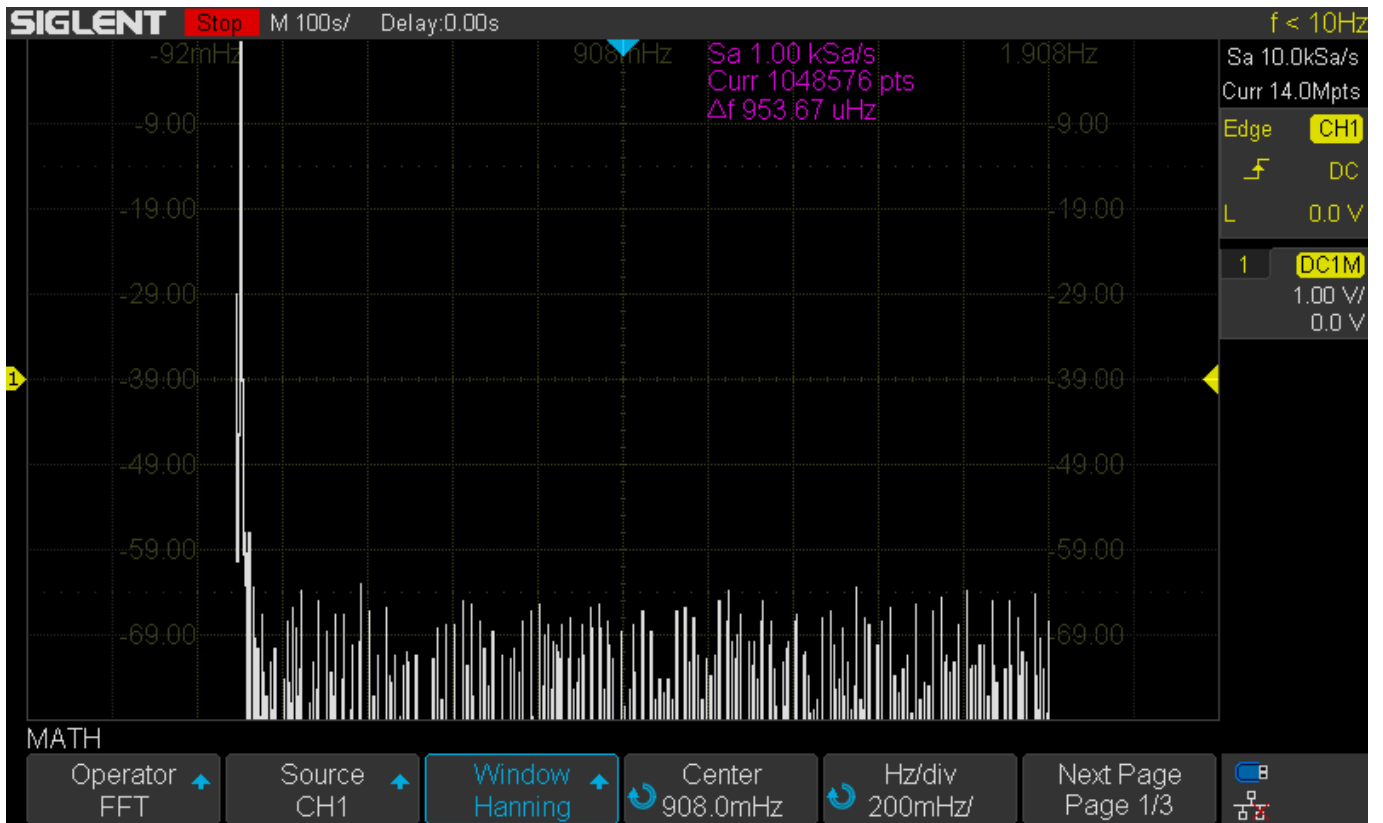 SIGLENT Stop M 100s/ Delay:0.00s f < 10Hz
-92mHz 908mHz 1.908Hz
Sa 1.00 kSa/s
Curr 1048576 pts
Δf 953.67 uHz
Sa 10.0kSa/s
Curr 14.0Mpts
Edge CH1
DC
L 0.0 V
1 DC1M
1.00 V/
0.0 V
-9.00 -9.00
-19.00 -19.00
-29.00 -29.00
1 -39.00 -39.00
-49.00 -49.00
-59.00 -59.00
-69.00 -69.00
MATH
Operator Source Window Center Hz/div Next Page
FFT CH1 Hanning 908.0mHz 200mHz/ Page 1/3